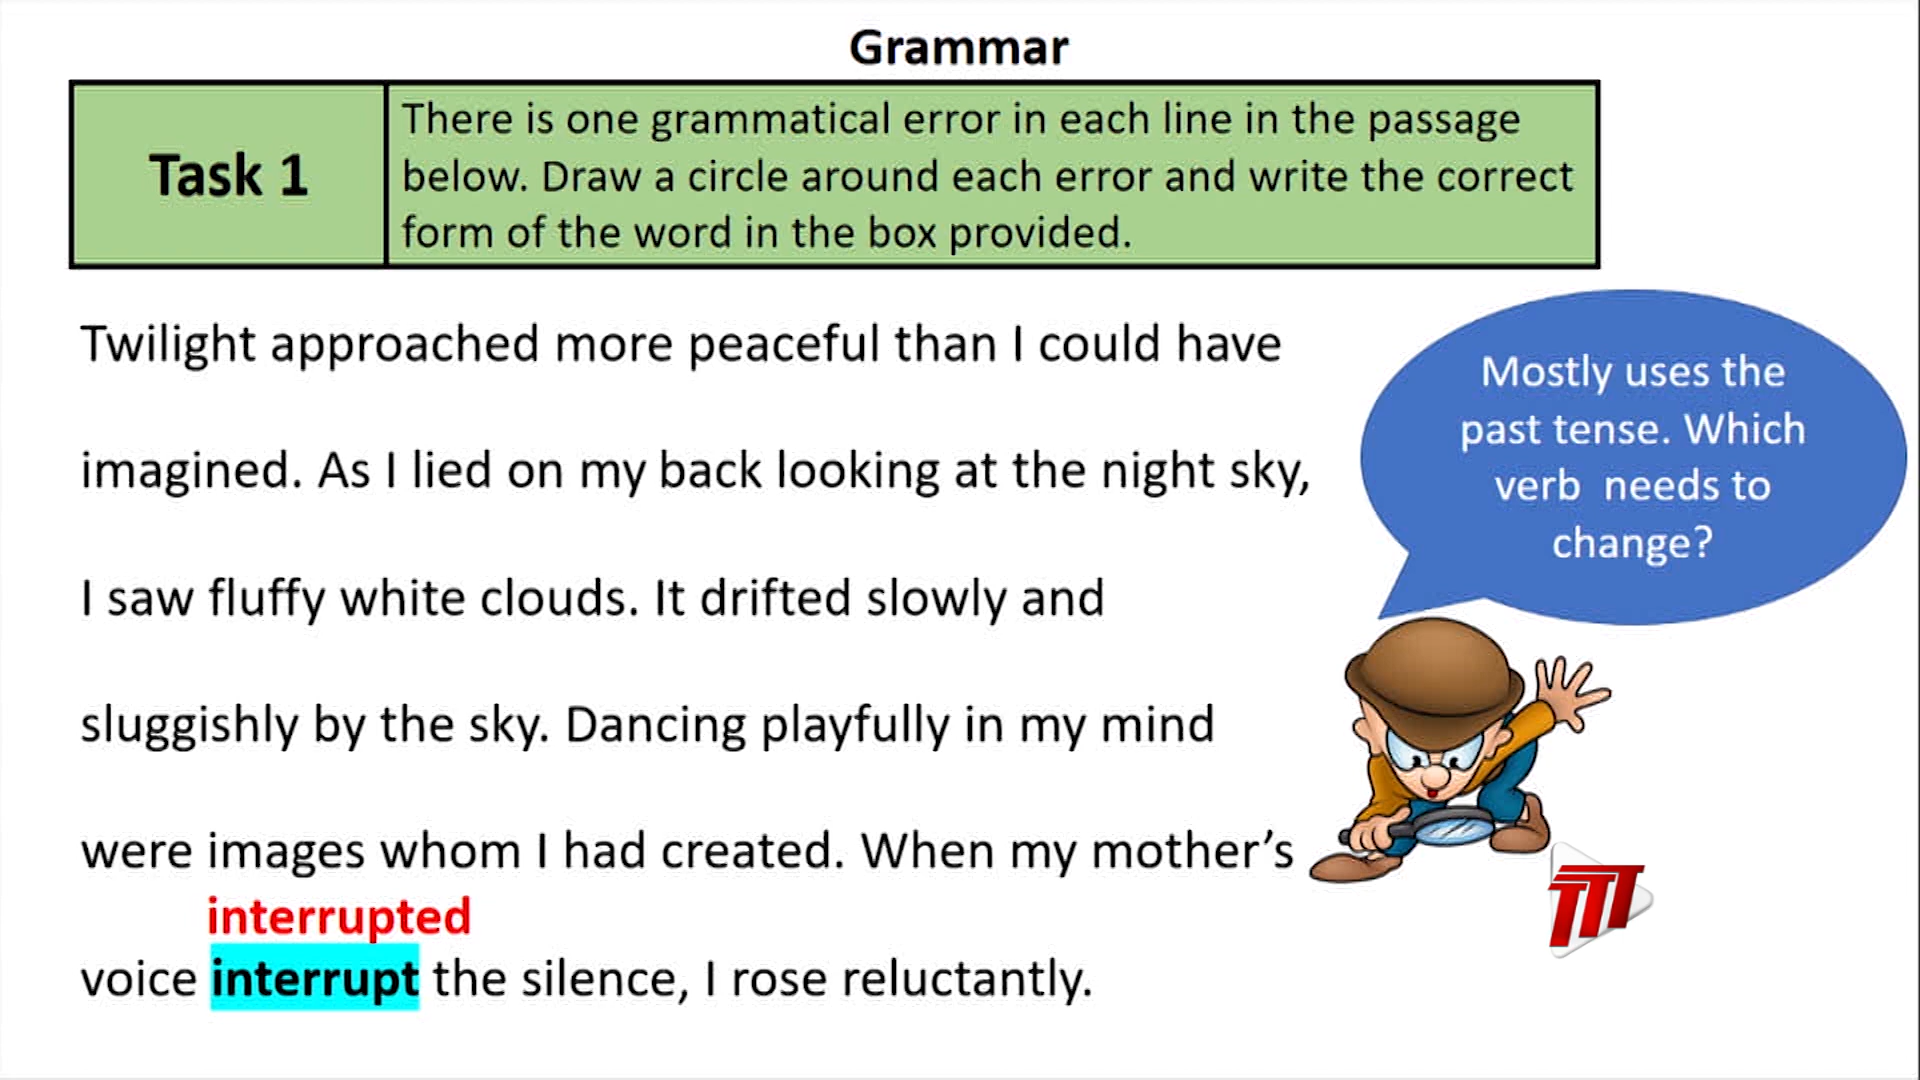 Grammar
Task 1
There is one grammatical error in each line in the passage
below. Draw a circle around each error and write the correct
form of the word in the box provided.
Twilight approached more peaceful than I could have
imagined. As I lied on my back looking at the night sky,
I saw fluffy white clouds. It drifted slowly and
sluggishly by the sky. Dancing playfully in my mind
were images whom I had created. When my mother's
interrupted
voice interrupt the silence, I rose reluctantly.
Mostly uses the
past tense. Which
verb  needs to
change?
TTT